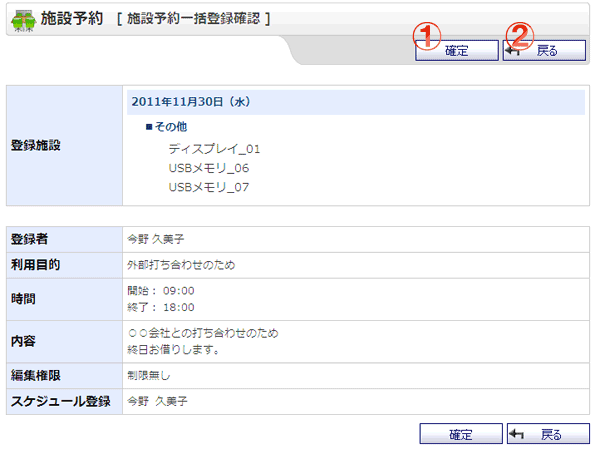 施設予約 [ 施設予約一括登録確認 ]
① 確定 ② 戻る
登録施設
2011年11月30日（水）
■その他
ディスプレイ_01
USBメモリ_06
USBメモリ_07
登録者 今野 久美子
利用目的 外部打ち合わせのため
時間 開始： 09:00
終了： 18:00
内容 ○○会社との打ち合わせのため
終日お借りします。
編集権限 制限無し
スケジュール登録 今野 久美子
確定 戻る